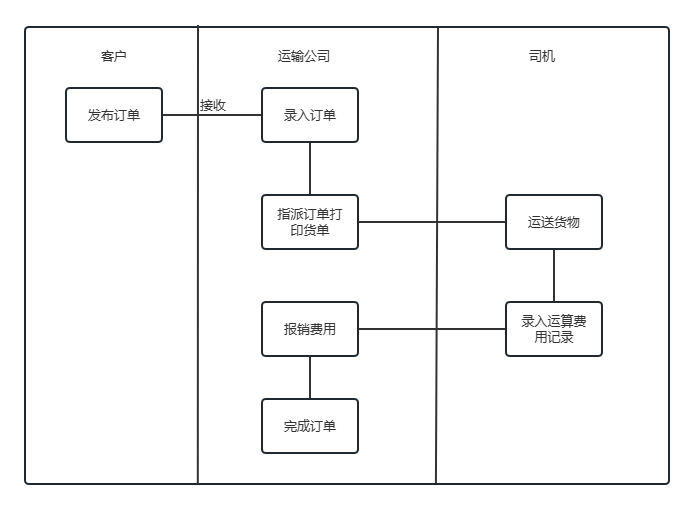 客户
运输公司
司机
发布订单
接收
录入订单
指派订单打
印货单
运送货物
报销费用
录入运算费
用记录
完成订单